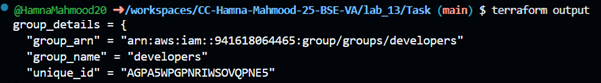 @HamnaMahmood20 → /workspaces/CC-Hamna-Mahmood-25-BSE-VA/lab_13/Task (main) $ terraform output
group_details = {
  "group_arn" = "arn:aws:iam::941618064465:group/groups/developers"
  "group_name" = "developers"
  "unique_id" = "AGPA5WPGPNRIWSOVQPNE5"